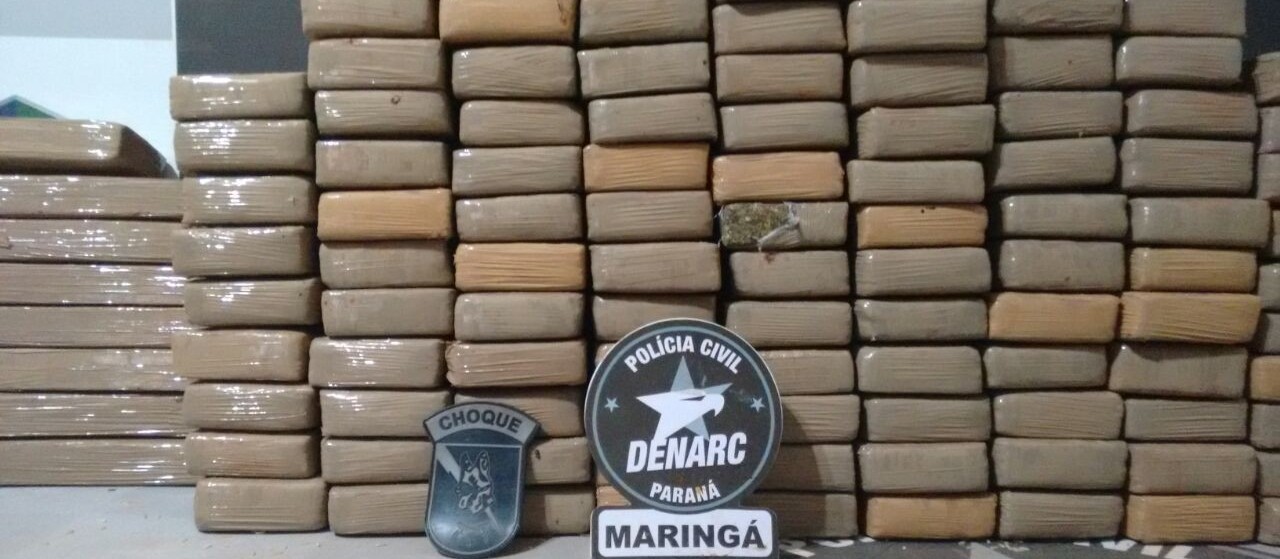 CHOQUE
POLÍCIA CIVIL
DENARC
PARANÁ
MARINGÁ